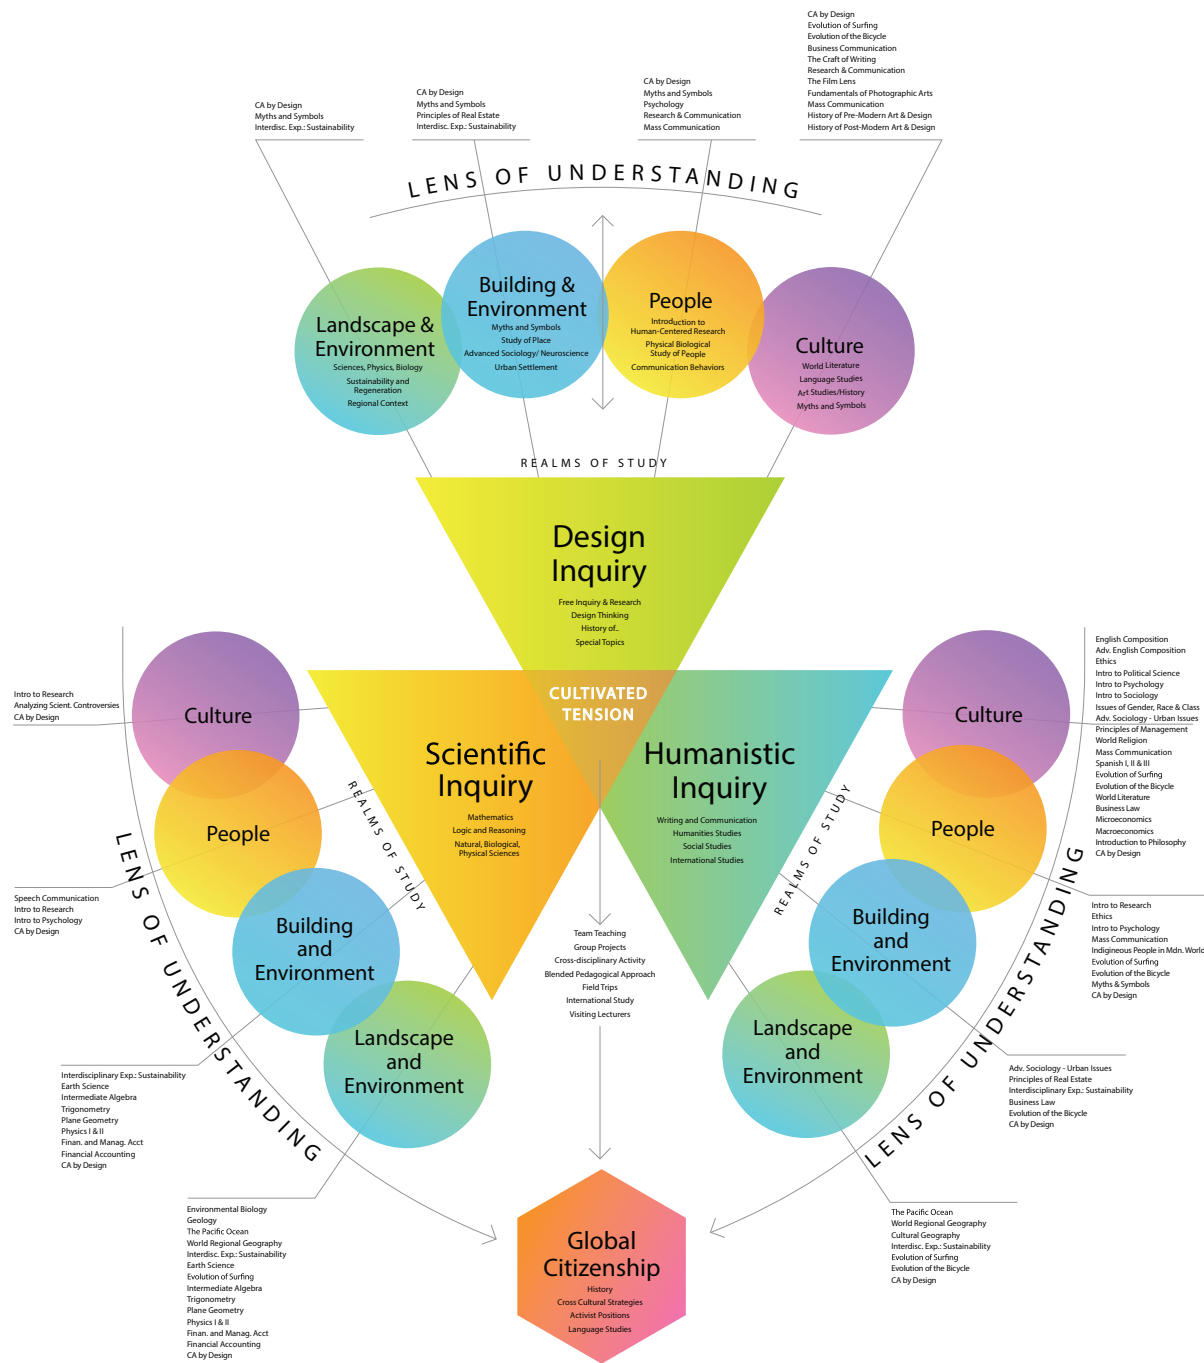 CA by Design
Myths and Symbols
Interdisc. Exp.: Sustainability
CA by Design
Myths and Symbols
Principles of Real Estate
Interdisc. Exp.: Sustainability
CA by Design
Myths and Symbols
Psychology
Research & Communication
Mass Communication
CA by Design
Evolution of Surfing
Evolution of the Bicycle
Business Communication
The Craft of Writing
Research & Communication
The Film Lens
Fundamentals of Photographic Arts
Mass Communication
History of Pre-Modern Art & Design
History of Post-Modern Art & Design
LENS OF UNDERSTANDING
Landscape &
Environment
Sciences, Physics, Biology
Sustainability and
Regeneration
Regional Context
Building &
Environment
Myths and Symbols
Study of Place
Advanced Sociology/ Neuroscience
Urban Settlement
People
Introduction to
Human-Centered Research
Physical Biological
Study of People
Communication Behaviors
Culture
World Literature
Language Studies
Art Studies/History
Myths and Symbols
REALMS OF STUDY
Design
Inquiry
Free Inquiry & Research
Design Thinking
History of..
Special Topics
CULTIVATED
TENSION
Scientific
Inquiry
Mathematics
Logic and Reasoning
Natural, Biological,
Physical Sciences
Humanistic
Inquiry
Writing and Communication
Humanities Studies
Social Studies
International Studies
REALMS OF STUDY
REALMS OF STUDY
Culture
People
Building
and
Environment
Landscape
and
Environment
LENS OF UNDERSTANDING
Intro to Research
Analyzing Scient. Controversies
CA by Design
Speech Communication
Intro to Research
Intro to Psychology
CA by Design
Interdisciplinary Exp.: Sustainability
Earth Science
Intermediate Algebra
Trigonometry
Plane Geometry
Physics I & II
Finan. and Manag. Acct
Financial Accounting
CA by Design
Environmental Biology
Geology
The Pacific Ocean
World Regional Geography
Interdisc. Exp.: Sustainability
Earth Science
Evolution of Surfing
Intermediate Algebra
Trigonometry
Plane Geometry
Physics I & II
Finan. and Manag. Acct
Financial Accounting
CA by Design
Team Teaching
Group Projects
Cross-disciplinary Activity
Blended Pedagogical Approach
Field Trips
International Study
Visiting Lecturers
Culture
People
Building
and
Environment
Landscape
and
Environment
LENS OF UNDERSTANDING
English Composition
Adv. English Composition
Ethics
Intro to Political Science
Intro to Psychology
Intro to Sociology
Issues of Gender, Race & Class
Adv. Sociology - Urban Issues
Principles of Management
World Religion
Mass Communication
Spanish I, II & III
Evolution of Surfing
Evolution of the Bicycle
World Literature
Business Law
Microeconomics
Macroeconomics
Introduction to Philosophy
CA by Design
Intro to Research
Ethics
Intro to Psychology
Mass Communication
Indigineous People in Mdn. World
Evolution of Surfing
Evolution of the Bicycle
Myths & Symbols
CA by Design
Adv. Sociology - Urban Issues
Principles of Real Estate
Interdisciplinary Exp.: Sustainability
Business Law
Evolution of the Bicycle
CA by Design
The Pacific Ocean
World Regional Geography
Cultural Geography
Interdisc. Exp.: Sustainability
Evolution of Surfing
Evolution of the Bicycle
CA by Design
Global
Citizenship
History
Cross Cultural Strategies
Activist Positions
Language Studies